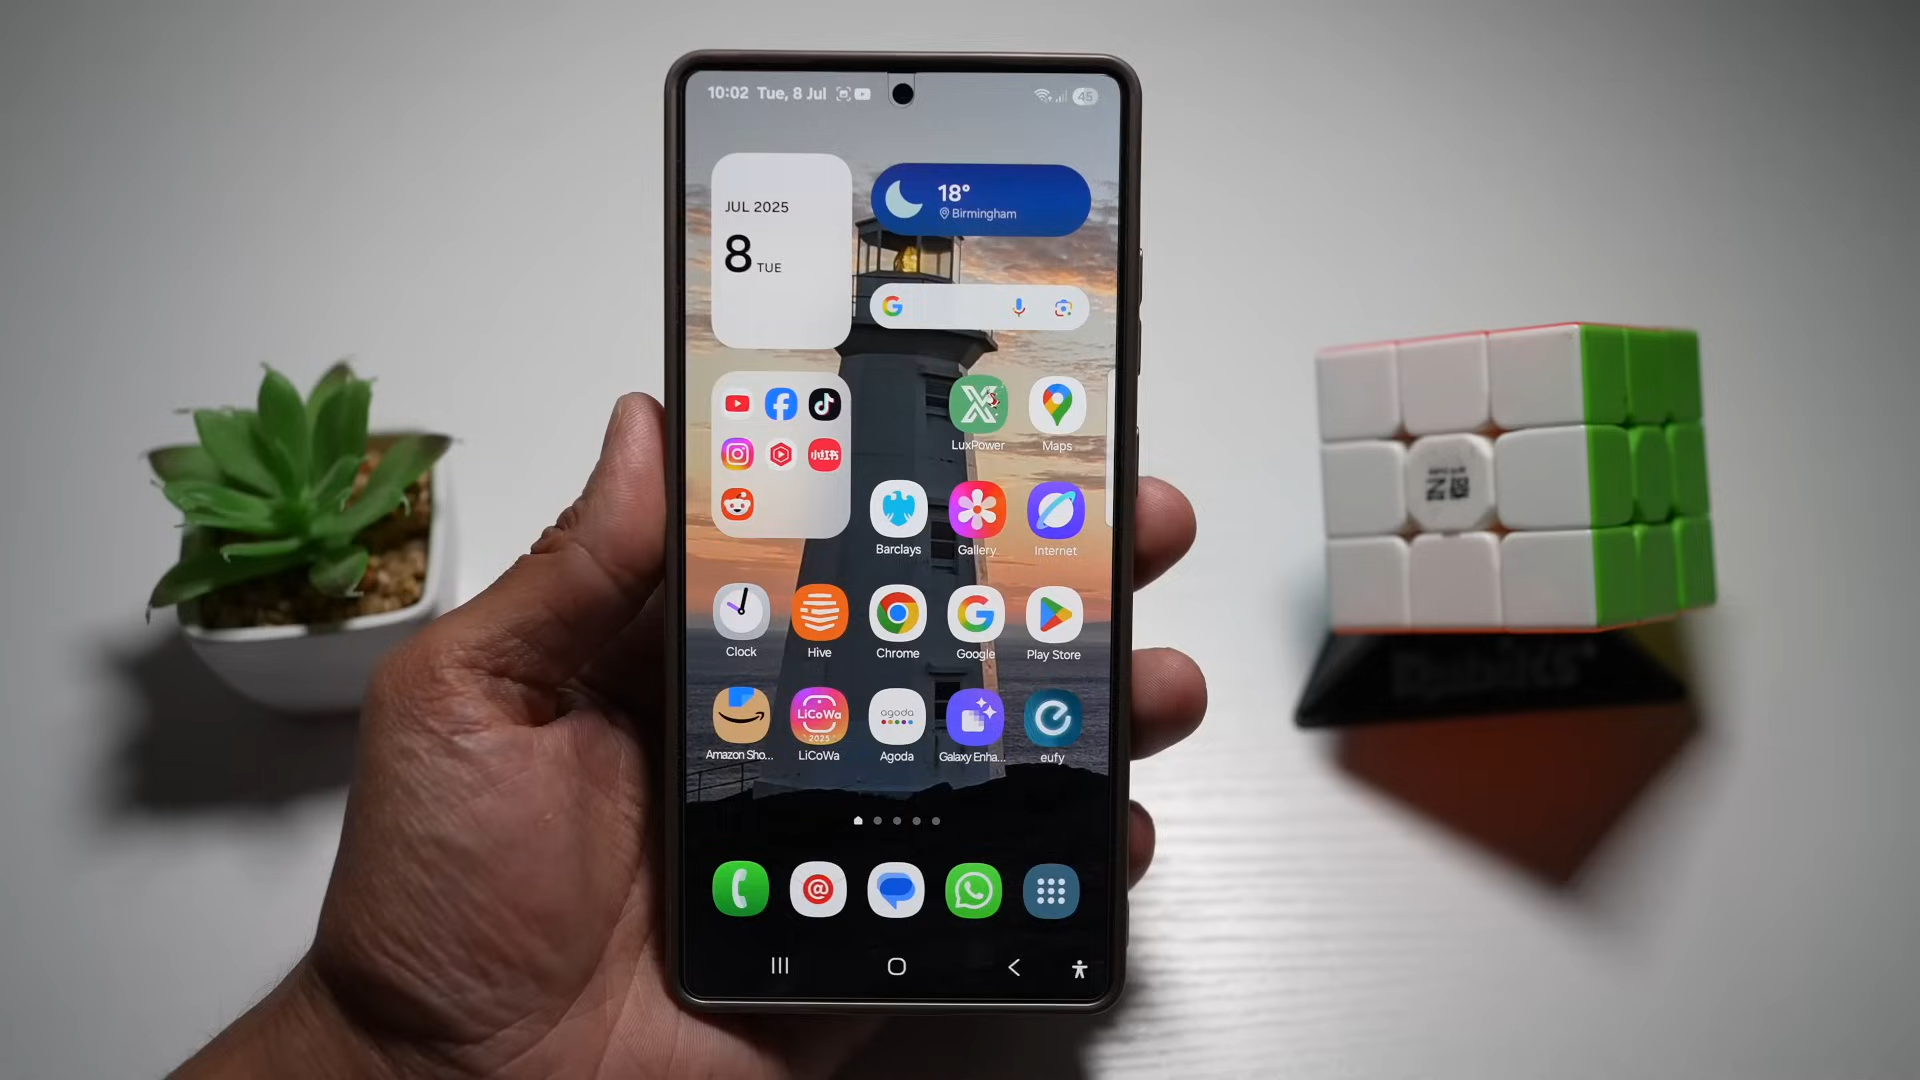 10:02 Tue, 8 Jul
45
JUL 2025
8 TUE
18°
Birmingham
小红书
LuxPower
Maps
Barclays
Gallery
Internet
Clock
Hive
Chrome
Google
Play Store
LiCoWa
2025
agoda
Amazon Sho...
LiCoWa
Agoda
Galaxy Enha...
eufy
@